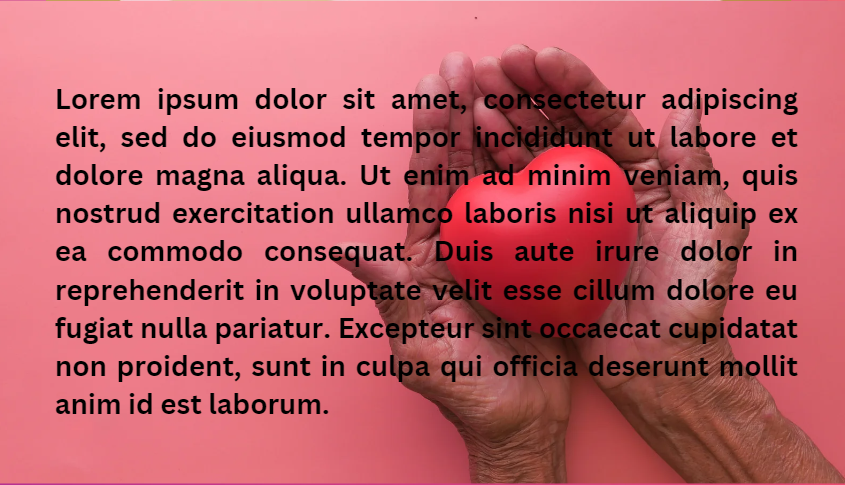 Lorem ipsum dolor sit amet, consectetur adipiscing
elit, sed do eiusmod tempor incididunt ut labore et
dolore magna aliqua. Ut enim ad minim veniam, quis
nostrud exercitation ullamco laboris nisi ut aliquip ex
ea commodo consequat. Duis aute irure dolor in
reprehenderit in voluptate velit esse cillum dolore eu
fugiat nulla pariatur. Excepteur sint occaecat cupidatat
non proident, sunt in culpa qui officia deserunt mollit
anim id est laborum.